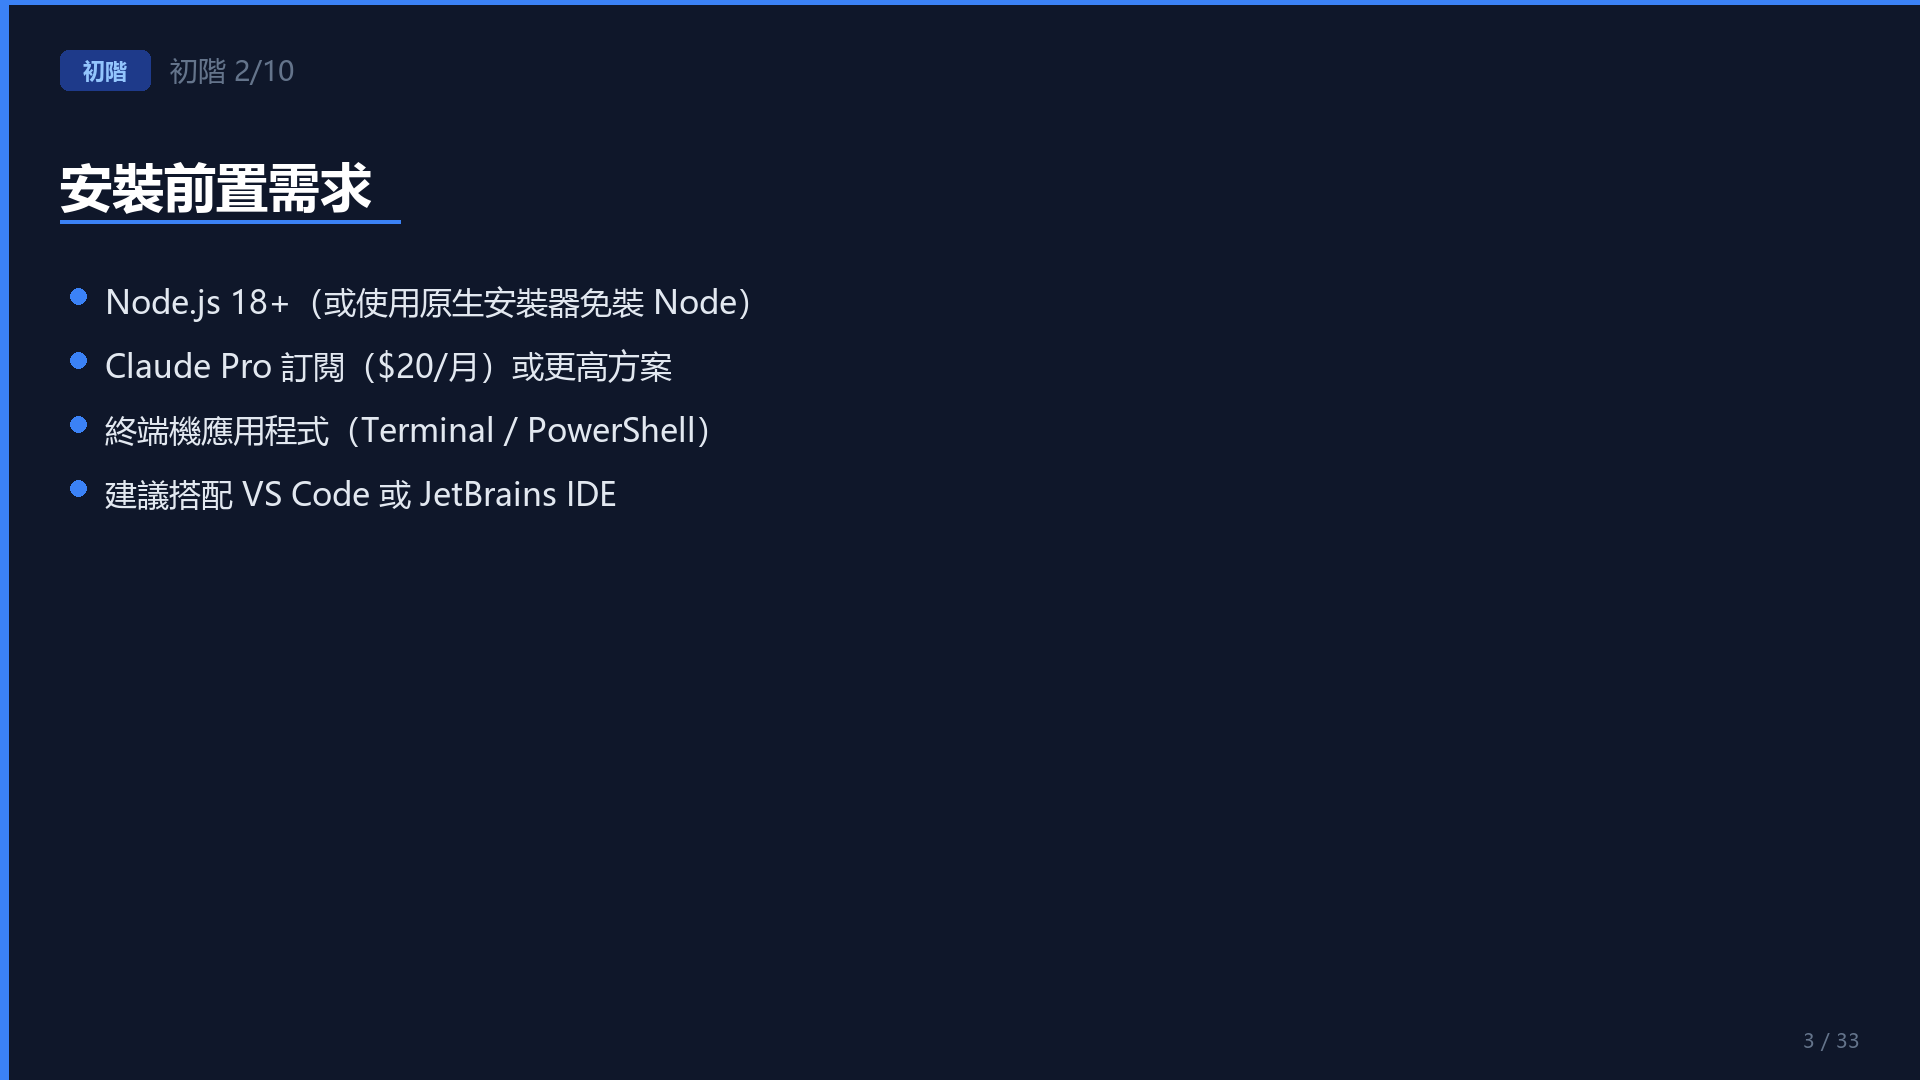 初階
初階 2/10
安裝前置需求
Node.js 18+（或使用原生安裝器免裝 Node）
Claude Pro 訂閱（$20/月）或更高方案
終端機應用程式（Terminal / PowerShell）
建議搭配 VS Code 或 JetBrains IDE
3 / 33